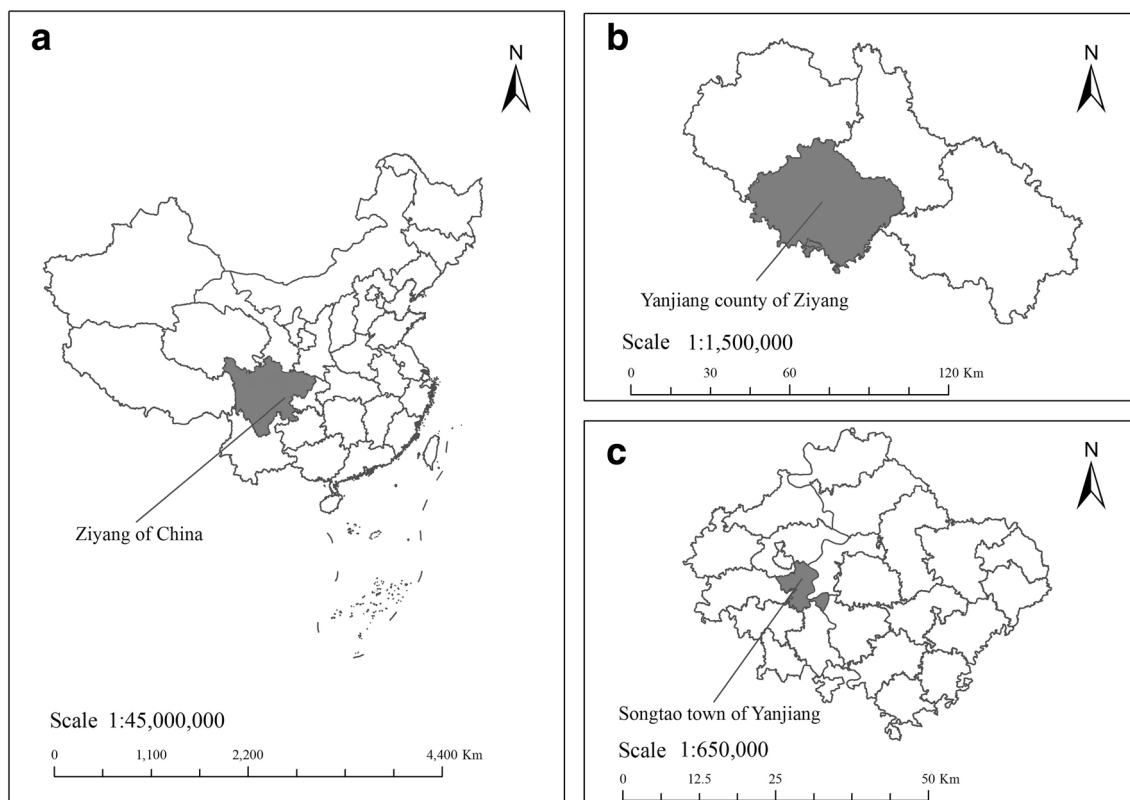 a
N
Ziyang of China
Scale 1:45,000,000
0 1,100 2,200 4,400 Km
b
N
Yanjiang county of Ziyang
Scale 1:1,500,000
0 30 60 120 Km
c
N
Songtao town of Yanjiang
Scale 1:650,000
0 12.5 25 50 Km